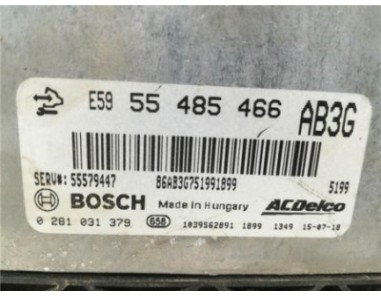 E59 55 485 466 AB3G
SERV#: 55579447 86AB3G751991899 5199
BOSCH Made in Hungary ACDelco
0 261 031 379 658 1039S62891 1899 1349 15-07-18